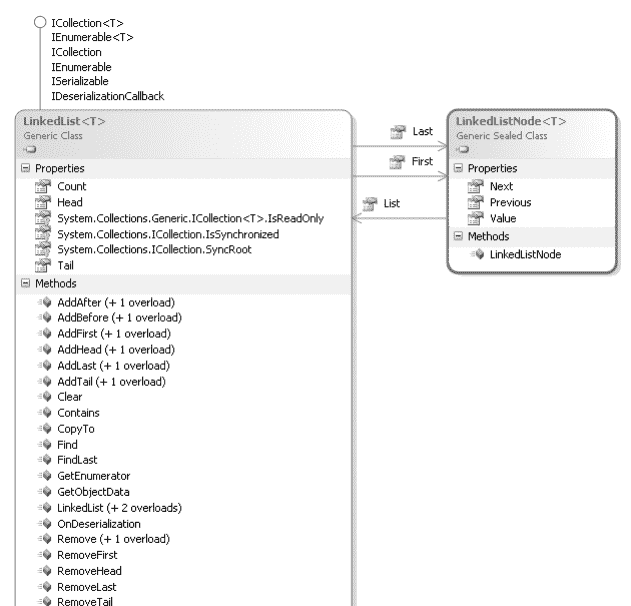 ICollection<T>
IEnumerable<T>
ICollection
IEnumerable
ISerializable
IDeserializationCallback
LinkedList<T>
Generic Class
Properties
Count
Head
System.Collections.Generic.ICollection<T>.IsReadOnly
System.Collections.ICollection.IsSynchronized
System.Collections.ICollection.SyncRoot
Tail
Methods
AddAfter (+ 1 overload)
AddBefore (+ 1 overload)
AddFirst (+ 1 overload)
AddHead (+ 1 overload)
AddLast (+ 1 overload)
AddTail (+ 1 overload)
Clear
Contains
CopyTo
Find
FindLast
GetEnumerator
GetObjectData
LinkedList (+ 2 overloads)
OnDeserialization
Remove (+ 1 overload)
RemoveFirst
RemoveHead
RemoveLast
RemoveTail
Last
First
List
LinkedListNode<T>
Generic Sealed Class
Properties
Next
Previous
Value
Methods
LinkedListNode